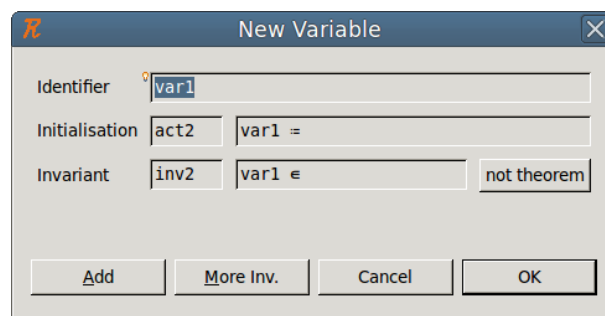 New Variable
Identifier var1
Initialisation act2 var1 ≔
Invariant inv2 var1 ∈ not theorem
Add More Inv. Cancel OK